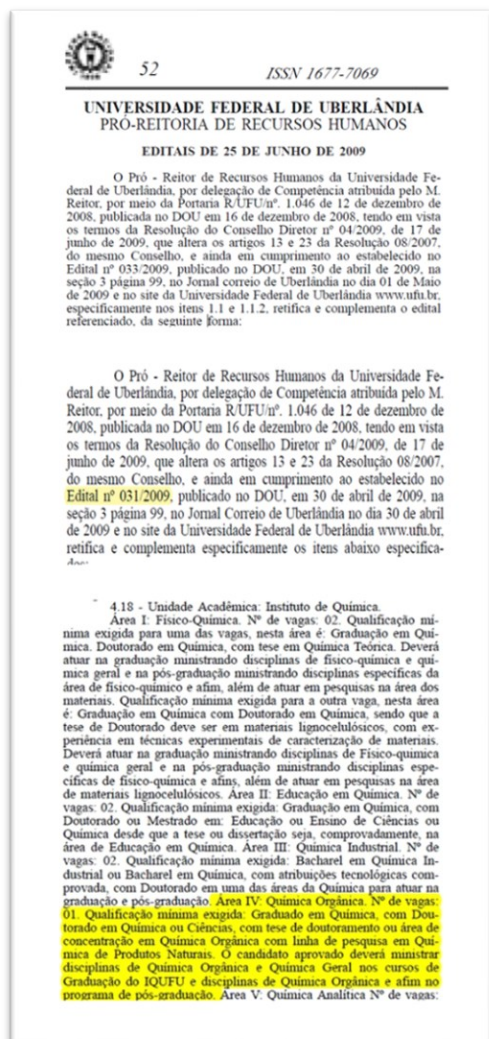 52
ISSN 1677-7069
UNIVERSIDADE FEDERAL DE UBERLÂNDIA
PRÓ-REITORIA DE RECURSOS HUMANOS
EDITAIS DE 25 DE JUNHO DE 2009
O Pró - Reitor de Recursos Humanos da Universidade Fe-
deral de Uberlândia, por delegação de Competência atribuída pelo M.
Reitor, por meio da Portaria R/UFU/nº. 1.046 de 12 de dezembro de
2008, publicada no DOU em 16 de dezembro de 2008, tendo em vista
os termos da Resolução do Conselho Diretor nº 04/2009, de 17 de
junho de 2009, que altera os artigos 13 e 23 da Resolução 08/2007,
do mesmo Conselho, e ainda em cumprimento ao estabelecido no
Edital nº 033/2009, publicado no DOU, em 30 de abril de 2009, na
seção 3 página 99, no Jornal correio de Uberlândia no dia 01 de Maio
de 2009 e no site da Universidade Federal de Uberlândia www.ufu.br,
especificamente nos itens 1.1 e 1.1.2, retifica e complementa o edital
referenciado, da seguinte forma:
O Pró - Reitor de Recursos Humanos da Universidade Fe-
deral de Uberlândia, por delegação de Competência atribuída pelo M.
Reitor, por meio da Portaria R/UFU/nº. 1.046 de 12 de dezembro de
2008, publicada no DOU em 16 de dezembro de 2008, tendo em vista
os termos da Resolução do Conselho Diretor nº 04/2009, de 17 de
junho de 2009, que altera os artigos 13 e 23 da Resolução 08/2007,
do mesmo Conselho, e ainda em cumprimento ao estabelecido no
Edital nº 031/2009, publicado no DOU, em 30 de abril de 2009, na
seção 3 página 99, no Jornal Correio de Uberlândia no dia 30 de abril
de 2009 e no site da Universidade Federal de Uberlândia www.ufu.br,
retifica e complementa especificamente os itens abaixo especifica-
4.18 - Unidade Acadêmica: Instituto de Química.
Área I: Físico-Química. Nº de vagas: 02. Qualificação mí-
nima exigida para uma das vagas, nesta área é: Graduação em Quí-
mica. Doutorado em Química, com tese em Química Teórica. Deverá
atuar na graduação ministrando disciplinas de físico-química e quí-
mica geral e na pós-graduação ministrando disciplinas específicas da
área de físico-químico e afim, além de atuar em pesquisas na área dos
materiais. Qualificação mínima exigida para a outra vaga, nesta área
é: Graduação em Química com Doutorado em Química, sendo que a
tese de Doutorado deve ser em materiais lignocelulósicos, com ex-
periência em técnicas experimentais de caracterização de materiais.
Deverá atuar na graduação ministrando disciplinas de Físico-química
e química geral e na pós-graduação ministrando disciplinas espe-
cíficas de físico-química e afins, além de atuar em pesquisas na área
de materiais lignocelulósicos. Área II: Educação em Química. Nº de
vagas: 02. Qualificação mínima exigida: Graduação em Química, com
Doutorado ou Mestrado em: Educação ou Ensino de Ciências ou
Química desde que a tese ou dissertação seja, comprovadamente, na
área de Educação em Química. Área III: Química Industrial. Nº de
vagas: 02. Qualificação mínima exigida: Bacharel em Química In-
dustrial ou Bacharel em Química, com atribuições tecnológicas com-
provada, com Doutorado em uma das áreas da Química para atuar na
graduação e pós-graduação. Área IV: Química Orgânica. Nº de vagas:
01. Qualificação mínima exigida: Graduado em Química, com Dou-
torado em Química ou Ciências, com tese de doutoramento ou área de
concentração em Química Orgânica com linha de pesquisa em Quí-
mica de Produtos Naturais. O candidato aprovado deverá ministrar
disciplinas de Química Orgânica e Química Geral nos cursos de
Graduação do IQUFU e disciplinas de Química Orgânica e afim no
programa de pós-graduação. Área V: Química Analítica Nº de vagas: